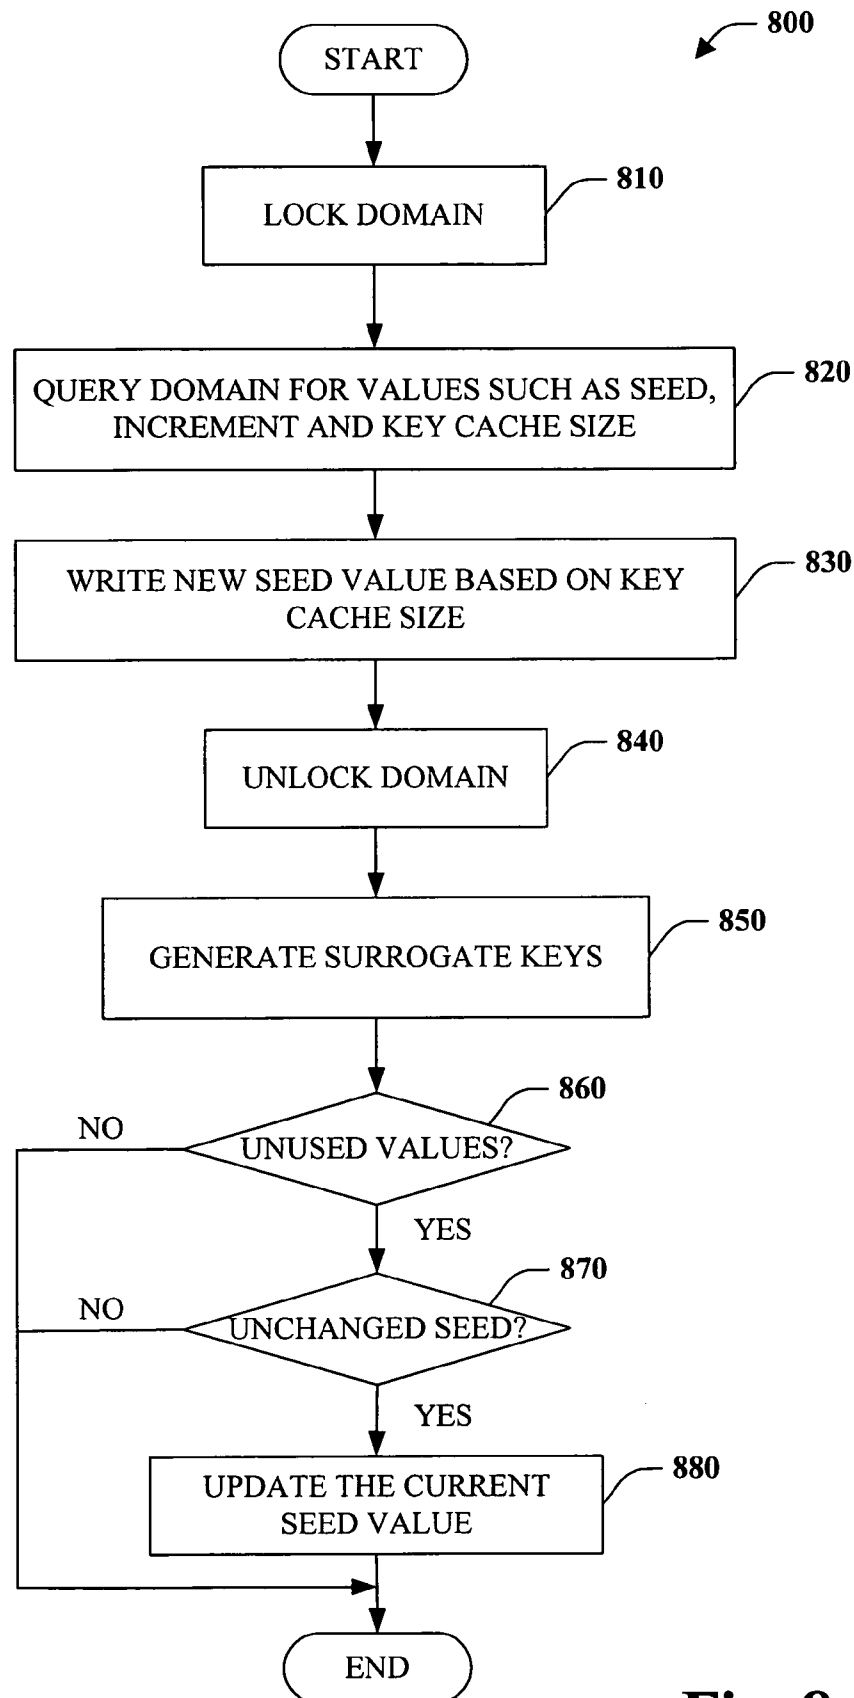 800
START
810
LOCK DOMAIN
820
QUERY DOMAIN FOR VALUES SUCH AS SEED,
INCREMENT AND KEY CACHE SIZE
830
WRITE NEW SEED VALUE BASED ON KEY
CACHE SIZE
840
UNLOCK DOMAIN
850
GENERATE SURROGATE KEYS
860
NO
UNUSED VALUES?
YES
870
NO
UNCHANGED SEED?
YES
880
UPDATE THE CURRENT
SEED VALUE
END